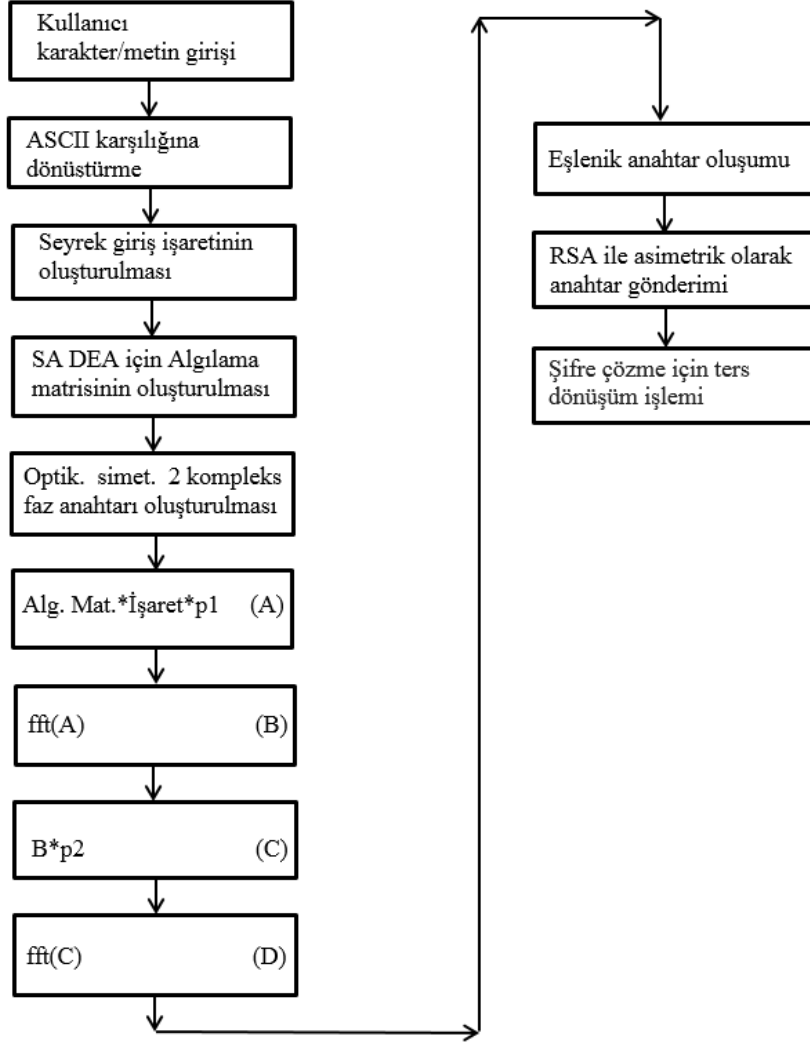 Kullanıcı
karakter/metin girişi
ASCII karşılığına
dönüstürme
Seyrek giriş işaretinin
oluşturulması
SA DEA için Algılama
matrisinin oluşturulması
Optik. simet. 2 kompleks
faz anahtarı oluşturulması
Alg. Mat.*İşaret*p1 (A)
fft(A) (B)
B*p2 (C)
fft(C) (D)
Eşlenik anahtar oluşumu
RSA ile asimetrik olarak
anahtar gönderimi
Şifre çözme için ters
dönüşüm işlemi